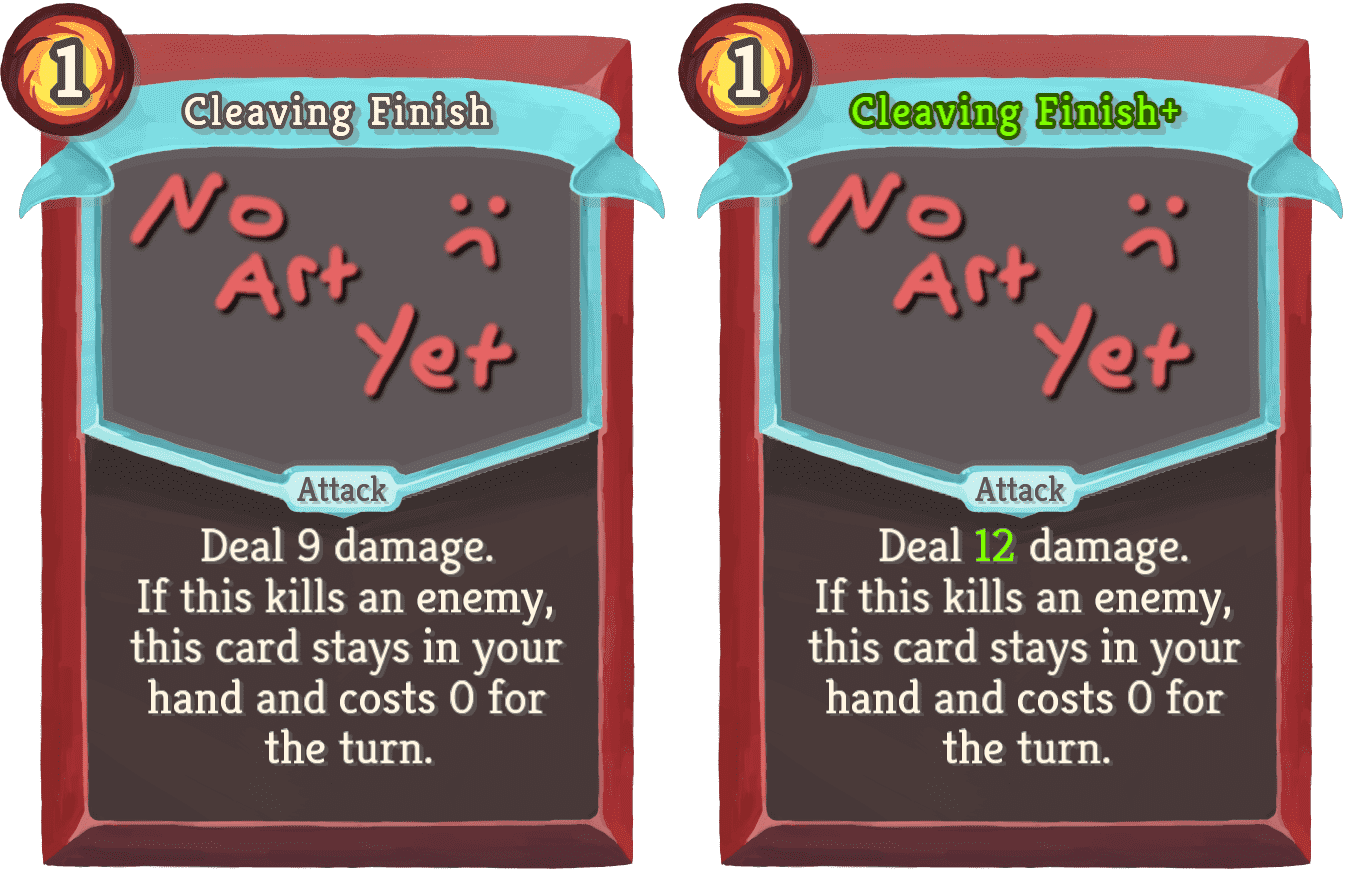 1
Cleaving Finish
No
Art
Yet
:(
Attack
Deal 9 damage.
If this kills an enemy,
this card stays in your
hand and costs 0 for
the turn.
1
Cleaving Finish+
No
Art
Yet
:(
Attack
Deal 12 damage.
If this kills an enemy,
this card stays in your
hand and costs 0 for
the turn.